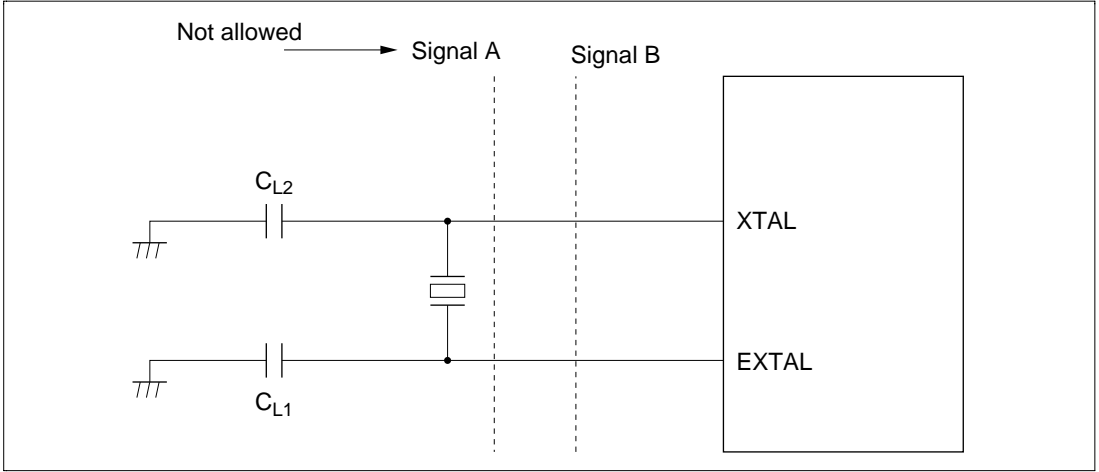 Not allowed
Signal A
Signal B
CL2
XTAL
EXTAL
CL1